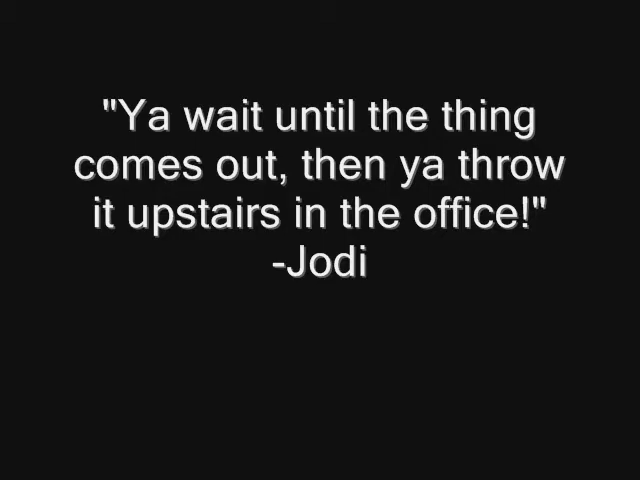 "Ya wait until the thing
comes out, then ya throw
it upstairs in the office!"
-Jodi